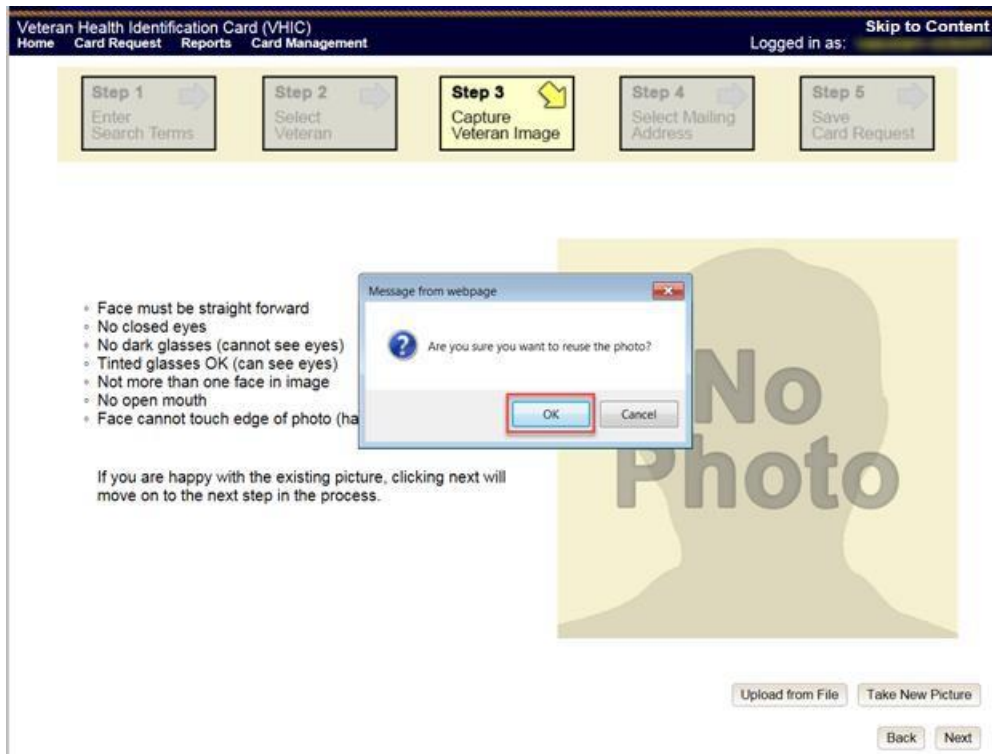 Veteran Health Identification Card (VHIC)
Skip to Content
Home Card Request Reports Card Management
Logged in as:
Step 1
Enter
Search Terms
Step 2
Select
Veteran
Step 3
Capture
Veteran Image
Step 4
Select Mailing
Address
Step 5
Save
Card Request
Face must be straight forward
No closed eyes
No dark glasses (cannot see eyes)
Tinted glasses OK (can see eyes)
Not more than one face in image
No open mouth
Face cannot touch edge of photo (ha
If you are happy with the existing picture, clicking next will
move on to the next step in the process.
Message from webpage
Are you sure you want to reuse the photo?
OK Cancel
No
Photo
Upload from File Take New Picture
Back Next